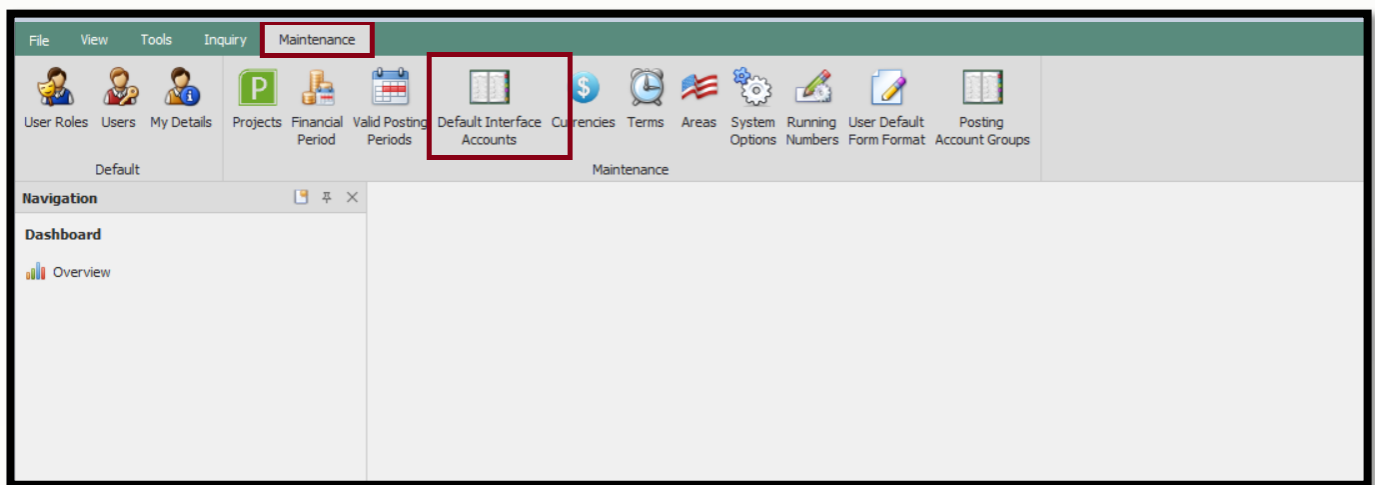 File View Tools Inquiry Maintenance
User Roles Users My Details Projects Financial Valid Posting Default Interface Currencies Terms Areas System Running User Default Posting
Period Periods Accounts Options Numbers Form Format Account Groups
Default Maintenance
Navigation
Dashboard
Overview